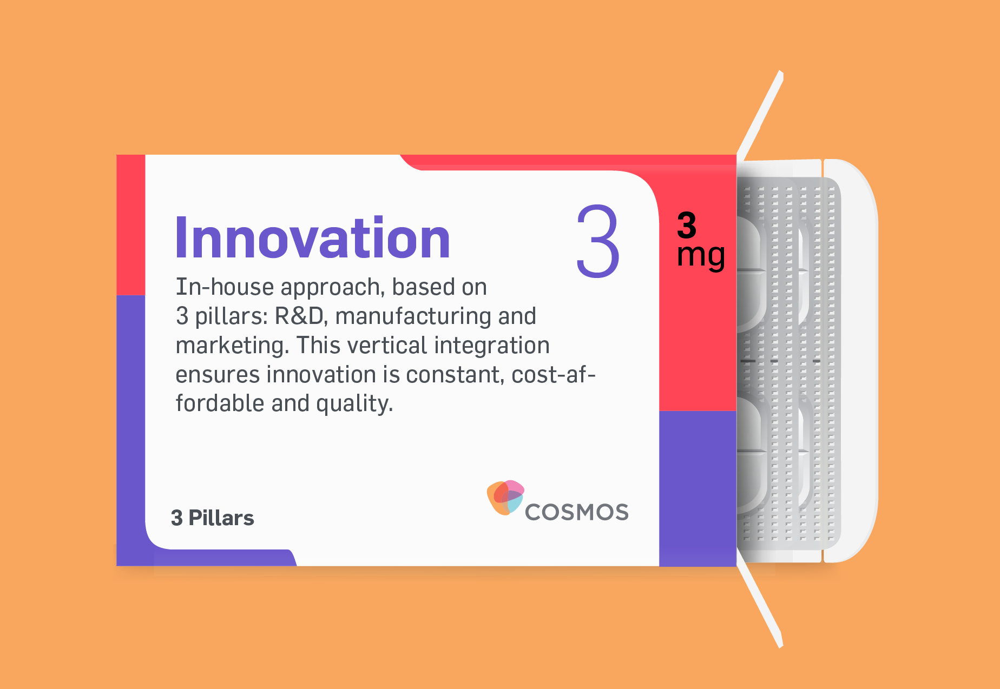 Innovation
3
3
mg
In-house approach, based on
3 pillars: R&D, manufacturing and
marketing. This vertical integration
ensures innovation is constant, cost-af-
fordable and quality.
3 Pillars
COSMOS